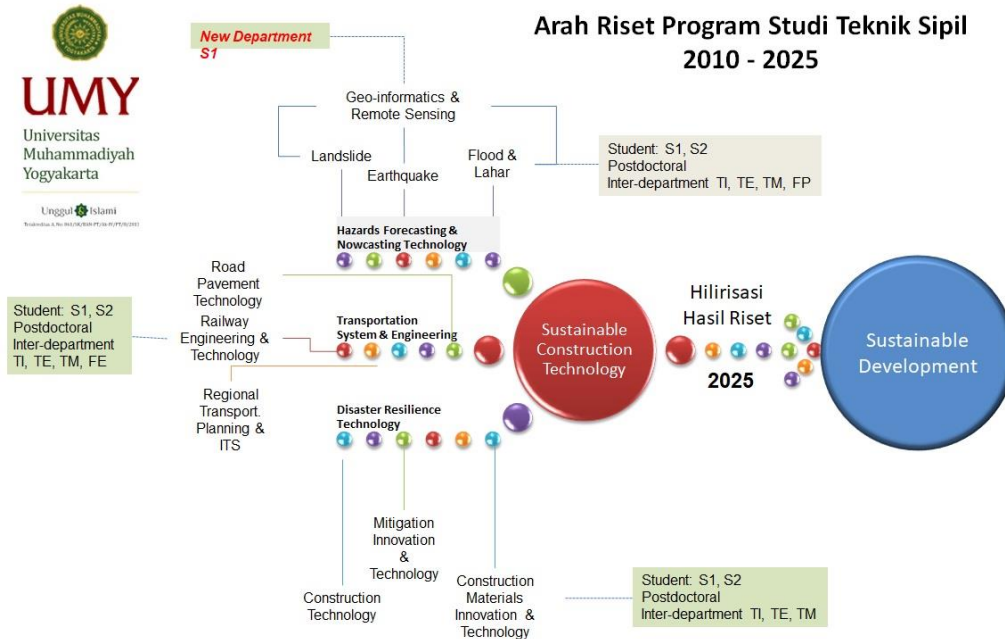 Arah Riset Program Studi Teknik Sipil
2010 - 2025
UMY
Universitas
Muhammadiyah
Yogyakarta
Unggul & Islami
New Department
S1
Geo-informatics &
Remote Sensing
Landslide
Earthquake
Flood &
Lahar
Student: S1, S2
Postdoctoral
Inter-department TI, TE, TM, FP
Hazards Forecasting &
Nowcasting Technology
Road
Pavement
Technology
Railway
Engineering &
Technology
Regional
Transport.
Planning &
ITS
Student: S1, S2
Postdoctoral
Inter-department
TI, TE, TM, FE
Transportation
System & Engineering
Disaster Resilience
Technology
Sustainable
Construction
Technology
Hilirisasi
Hasil Riset
2025
Sustainable
Development
Mitigation
Innovation
&
Technology
Construction
Technology
Construction
Materials
Innovation &
Technology
Student: S1, S2
Postdoctoral
Inter-department TI, TE, TM